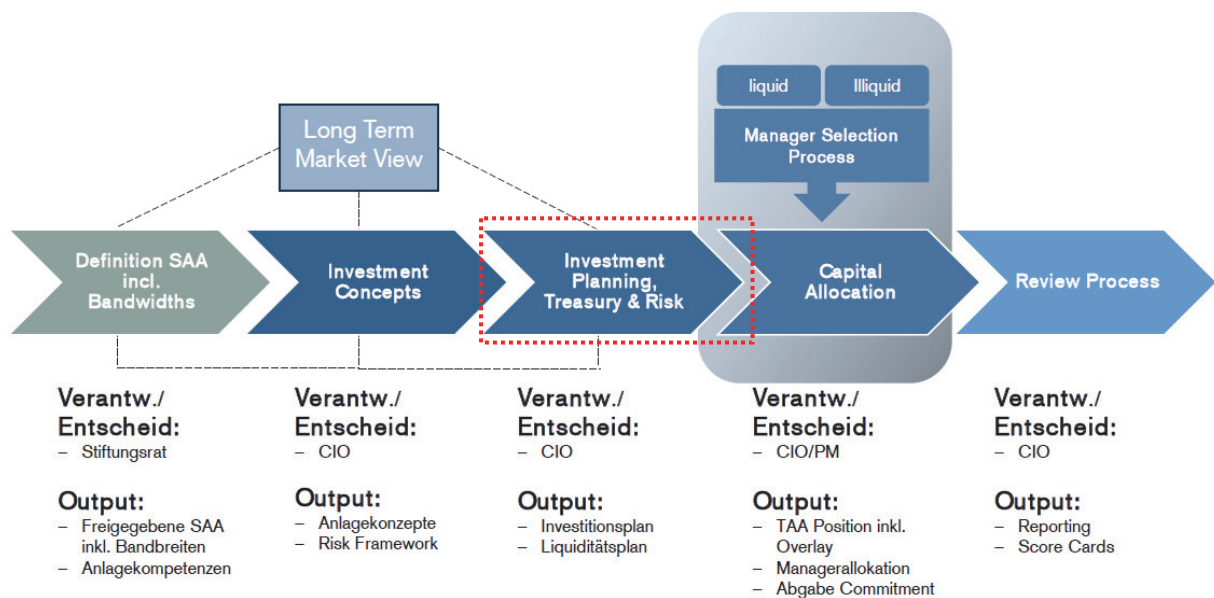 liquid
Illiquid
Manager Selection
Process
Long Term
Market View
Definition SAA
incl.
Bandwidths
Investment
Concepts
Investment
Planning,
Treasury & Risk
Capital
Allocation
Review Process
Verantw./
Entscheid:
– Stiftungsrat
Output:
– Freigegebene SAA
inkl. Bandbreiten
– Anlagekompetenzen
Verantw./
Entscheid:
– CIO
Output:
– Anlagekonzepte
– Risk Framework
Verantw./
Entscheid:
– CIO
Output:
– Investitionsplan
– Liquiditätsplan
Verantw./
Entscheid:
– CIO/PM
Output:
– TAA Position inkl.
Overlay
– Managerallokation
– Abgabe Commitment
Verantw./
Entscheid:
– CIO
Output:
– Reporting
– Score Cards